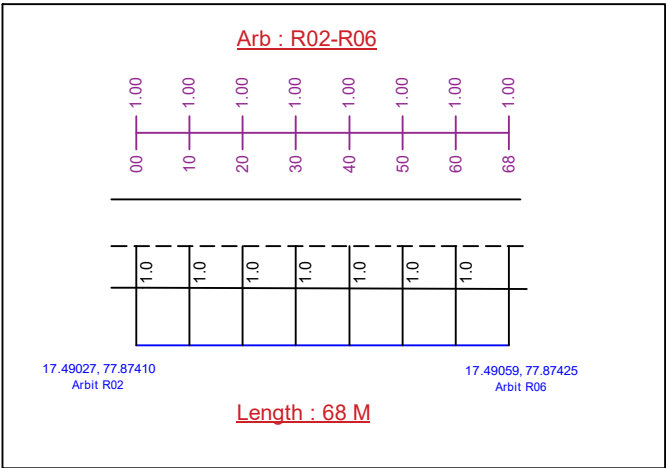 Arb : R02-R06
1.00 1.00 1.00 1.00 1.00 1.00 1.00 1.00
00 10 20 30 40 50 60 68
1.0 1.0 1.0 1.0 1.0 1.0 1.0
17.49027, 77.87410
Arbit R02
17.49059, 77.87425
Arbit R06
Length : 68 M